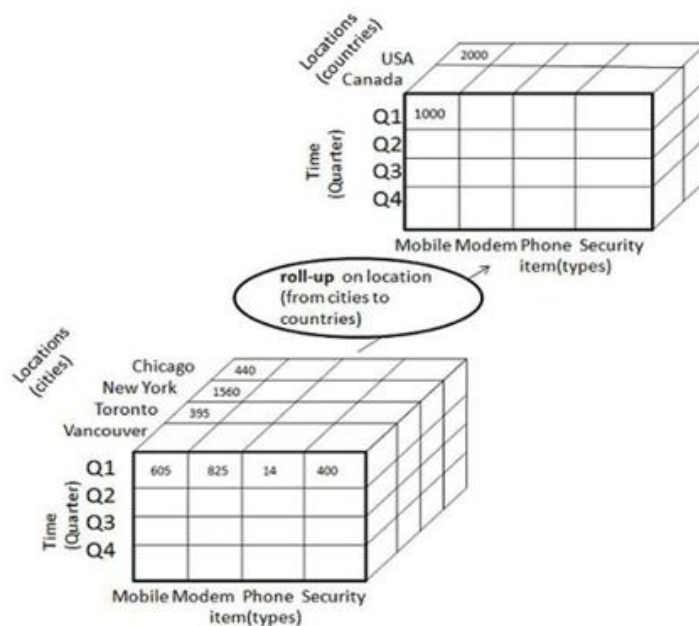 Locations
(countries)
USA
Canada
2000
Time
(Quarter)
Q1
Q2
Q3
Q4
1000
Mobile Modem Phone Security
item(types)
roll-up on location
(from cities to
countries)
Locations
(cities)
Chicago
New York
Toronto
Vancouver
440
1560
395
Time
(Quarter)
Q1
Q2
Q3
Q4
605 825 14 400
Mobile Modem Phone Security
item(types)